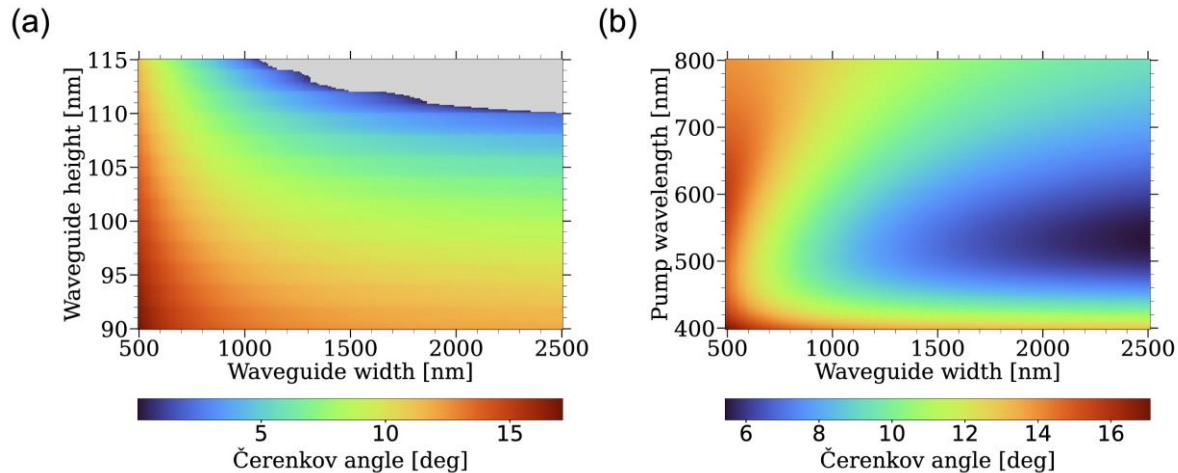 (a)
(b)
Waveguide height [nm]
115
110
105
100
95
90
500 1000 1500 2000 2500
Waveguide width [nm]
5 10 15
Čerenkov angle [deg]
Pump wavelength [nm]
800
700
600
500
400
500 1000 1500 2000 2500
Waveguide width [nm]
6 8 10 12 14 16
Čerenkov angle [deg]